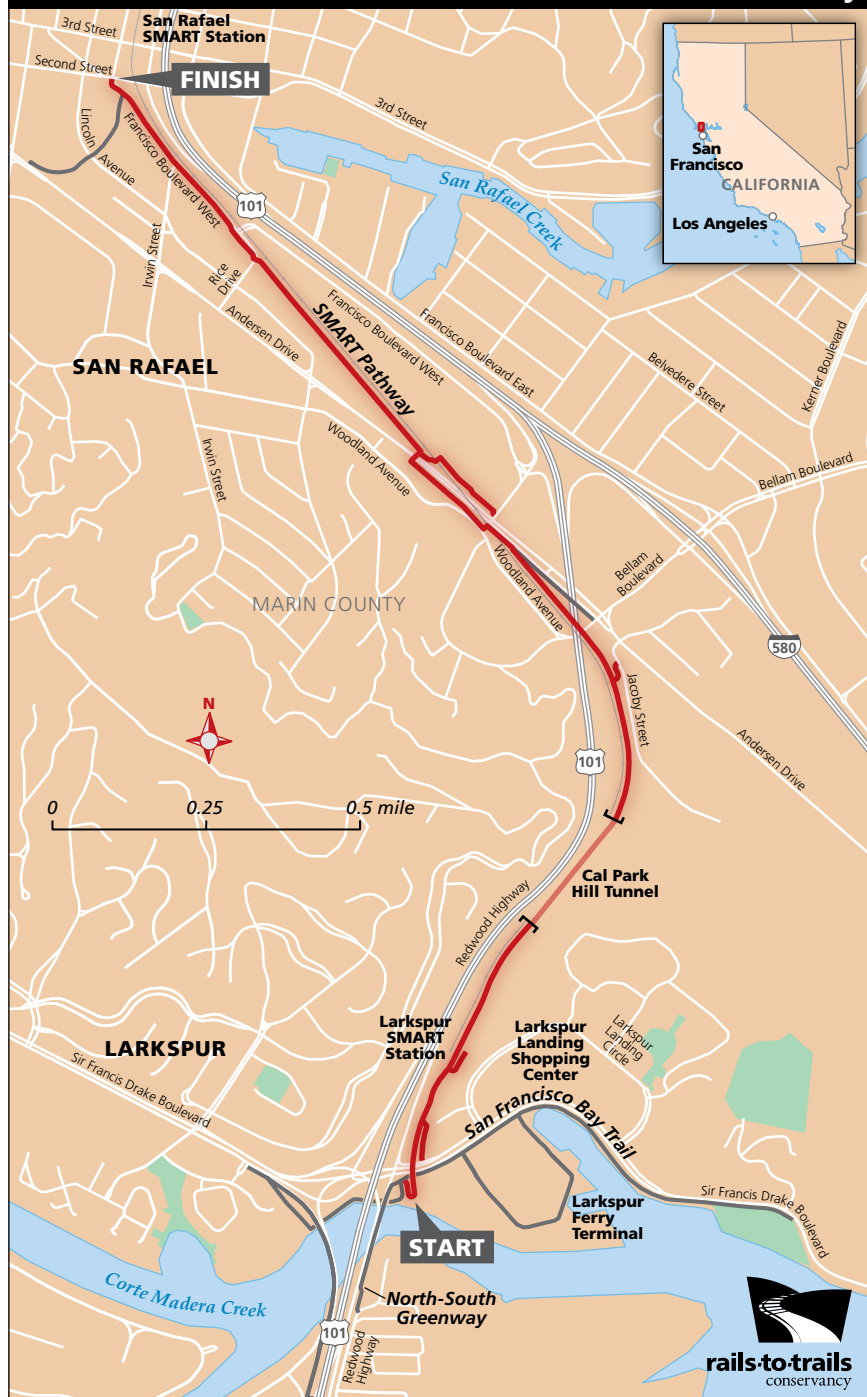 San Rafael
SMART Station
3rd Street
Second Street
FINISH
Lincoln
Avenue
Francisco Boulevard West
101
3rd Street
San Rafael Creek
San
Francisco
CALIFORNIA
Los Angeles
Irwin Street
Rice
Drive
Andersen Drive
SMART Pathway
Francisco Boulevard West
Francisco Boulevard East
Belvedere Street
Kerner Boulevard
SAN RAFAEL
Irwin Street
Woodland Avenue
Bellam Boulevard
Bellam
Boulevard
Woodland Avenue
MARIN COUNTY
580
Jacoby Street
Andersen Drive
N
101
0
0.25
0.5 mile
Cal Park
Hill Tunnel
Redwood Highway
Larkspur
SMART
Station
Larkspur
Landing
Shopping
Center
Larkspur
Landing
Circle
LARKSPUR
Sir Francis Drake Boulevard
San Francisco Bay Trail
Larkspur
Ferry
Terminal
Sir Francis Drake Boulevard
START
Corte Madera Creek
North-South
Greenway
101
Redwood
Highway
rails-to-trails
conservancy